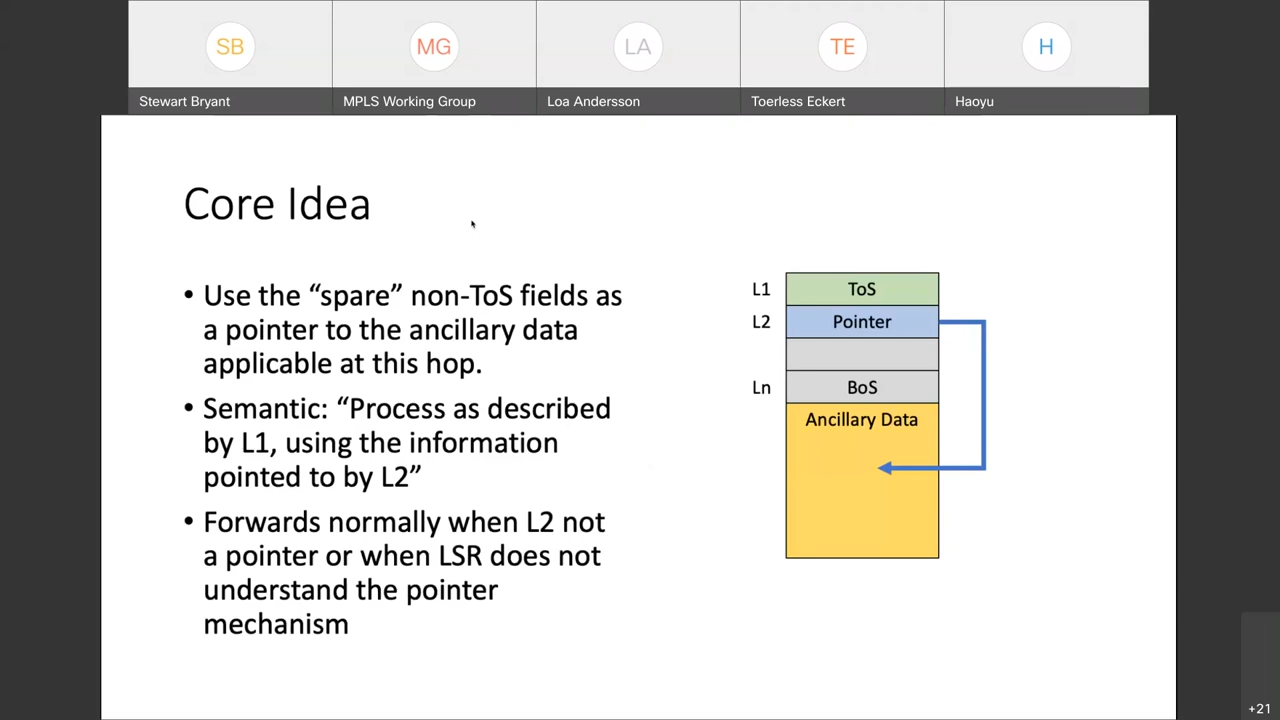 SB
MG
LA
TE
H
Stewart Bryant
MPLS Working Group
Loa Andersson
Toerless Eckert
Haoyu
Core Idea
• Use the “spare” non-ToS fields as
a pointer to the ancillary data
applicable at this hop.
• Semantic: “Process as described
by L1, using the information
pointed to by L2”
• Forwards normally when L2 not
a pointer or when LSR does not
understand the pointer
mechanism
L1 ToS
L2 Pointer
Ln BoS
Ancillary Data
+21